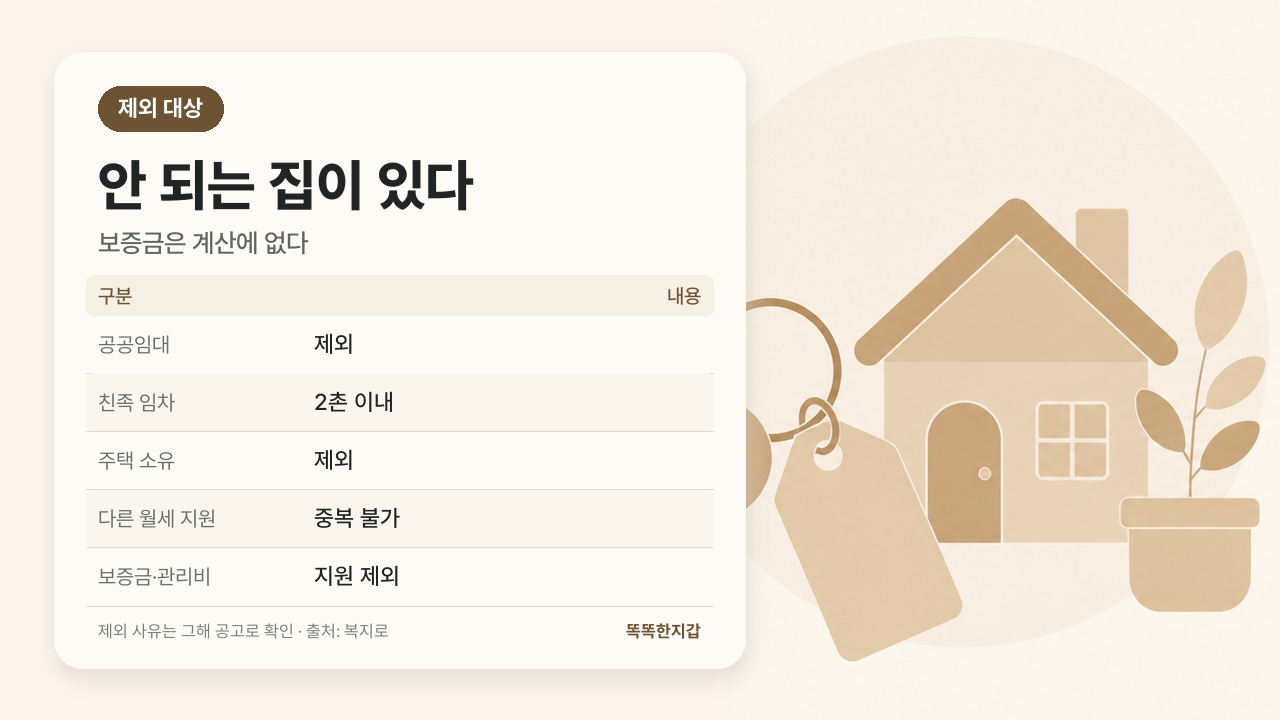 제외 대상
안 되는 집이 있다
보증금은 계산에 없다
구분 내용
공공임대 제외
친족 임차 2촌 이내
주택 소유 제외
다른 월세 지원 중복 불가
보증금·관리비 지원 제외
제외 사유는 그해 공고로 확인 · 출처: 복지로 똑똑한지갑